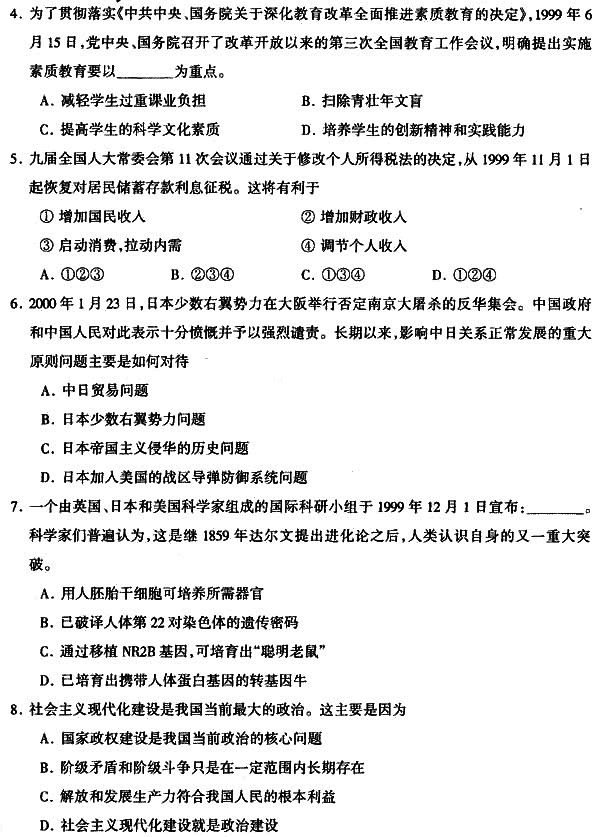 4. 为了贯彻落实《中共中央、国务院关于深化教育改革全面推进素质教育的决定》,1999 年 6
月 15 日,党中央、国务院召开了改革开放以来的第三次全国教育工作会议,明确提出实施
素质教育要以________为重点。
A. 减轻学生过重课业负担 B. 扫除青壮年文盲
C. 提高学生的科学文化素质 D. 培养学生的创新精神和实践能力
5. 九届全国人大常委会第 11 次会议通过关于修改个人所得税法的决定,从 1999 年 11 月 1 日
起恢复对居民储蓄存款利息征税。这将有利于
① 增加国民收入 ② 增加财政收入
③ 启动消费,拉动内需 ④ 调节个人收入
A. ①②③ B. ②③④ C. ①③④ D. ①②④
6. 2000 年 1 月 23 日,日本少数右翼势力在大阪举行否定南京大屠杀的反华集会。中国政府
和中国人民对此表示十分愤慨并予以强烈谴责。长期以来,影响中日关系正常发展的重大
原则问题主要是如何对待
A. 中日贸易问题
B. 日本少数右翼势力问题
C. 日本帝国主义侵华的历史问题
D. 日本加入美国的战区导弹防御系统问题
7. 一个由英国、日本和美国科学家组成的国际科研小组于 1999 年 12 月 1 日宣布:________。
科学家们普遍认为,这是继 1859 年达尔文提出进化论之后,人类认识自身的又一重大突
破。
A. 用人胚胎干细胞可培养所需器官
B. 已破译人体第 22 对染色体的遗传密码
C. 通过移植 NR2B 基因,可培育出“聪明老鼠”
D. 已培育出携带人体蛋白基因的转基因牛
8. 社会主义现代化建设是我国当前最大的政治。这主要是因为
A. 国家政权建设是我国当前政治的核心问题
B. 阶级矛盾和阶级斗争只是在一定范围内长期存在
C. 解放和发展生产力符合我国人民的根本利益
D. 社会主义现代化建设就是政治建设